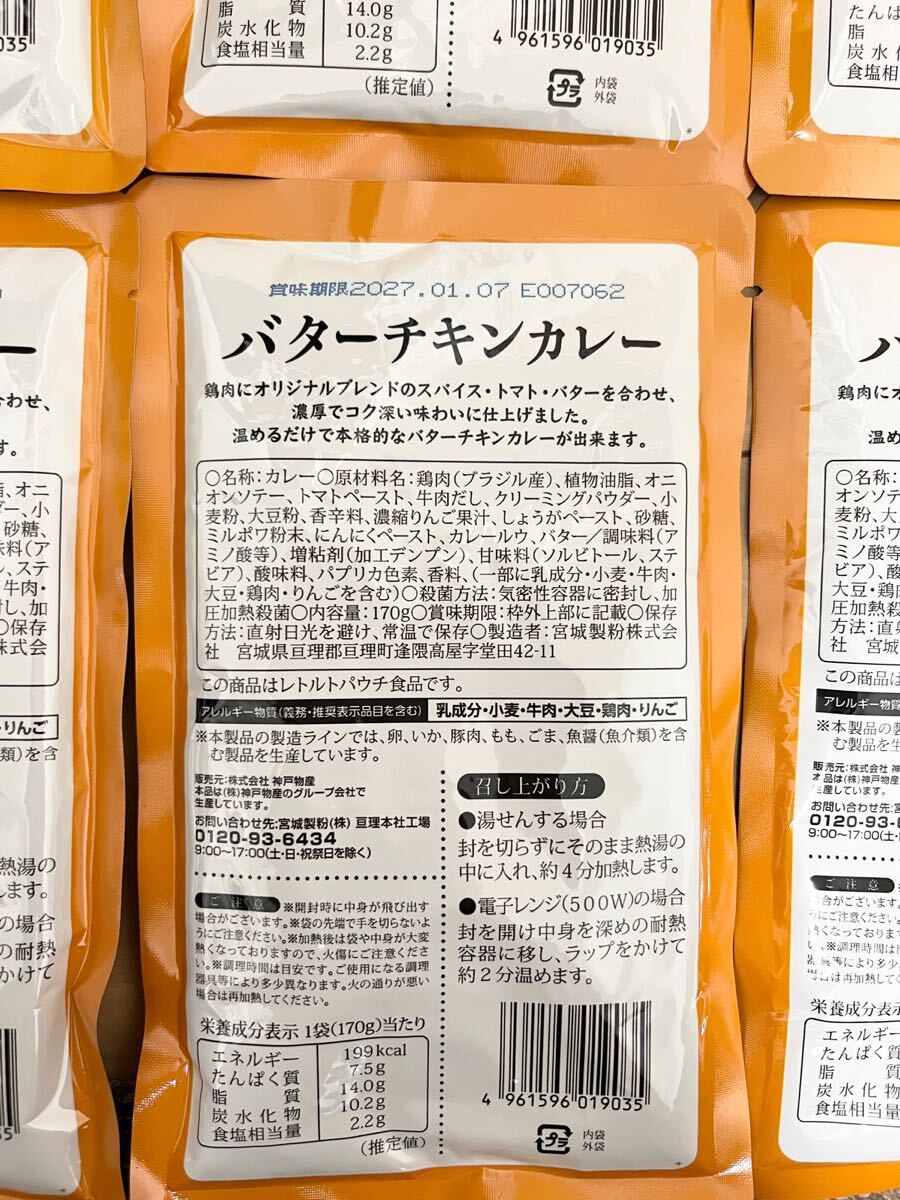 脂 質 14.0g
炭水化物 10.2g
食塩相当量 2.2g
(推定値)
4 961596 019035
プラ
内袋
外袋
賞味期限2027.01.07 E007062
バターチキンカレー
鶏肉にオリジナルブレンドのスパイス・トマト・バターを合わせ、
濃厚でコク深い味わいに仕上げました。
温めるだけで本格的なバターチキンカレーが出来ます。
○名称:カレー○原材料名:鶏肉(ブラジル産)、植物油脂、オニ
オンソテー、トマトペースト、牛肉だし、クリーミングパウダー、小
麦粉、大豆粉、香辛料、濃縮りんご果汁、しょうがペースト、砂糖、
ミルポワ粉末、にんにくペースト、カレールウ、バター/調味料(ア
ミノ酸等)、増粘剤(加工デンプン)、甘味料(ソルビトール、ステ
ビア)、酸味料、パプリカ色素、香料、(一部に乳成分・小麦・牛肉・
大豆・鶏肉・りんごを含む)○殺菌方法:気密性容器に密封し、加
圧加熱殺菌○内容量:170g○賞味期限:枠外上部に記載○保存
方法:直射日光を避け、常温で保存○製造者:宮城製粉株式会
社 宮城県亘理郡亘理町逢隈高屋字堂田42-11
この商品はレトルトパウチ食品です。
アレルギー物質(義務・推奨表示品目を含む) 乳成分・小麦・牛肉・大豆・鶏肉・りんご
※本製品の製造ラインでは、卵、いか、豚肉、もも、ごま、魚醤(魚介類)を含
む製品を生産しています。
販売元:株式会社 神戸物産
本品は(株)神戸物産のグループ会社で
生産しています。
お問い合わせ先:宮城製粉(株) 亘理本社工場
0120-93-6434
9:00〜17:00(土・日・祝祭日を除く)
ご注意 ※開封時に中身が飛び出す
場合がございます。※袋の先端で手を切らないよ
うにご注意ください。※加熱後は袋や中身が大変
熱くなっておりますので、火傷にご注意くださ
い。※調理時間は目安です。ご使用になる調理
器具等により多少異なります。火の通りが悪い
場合は再加熱してください。
栄養成分表示 1袋(170g)当たり
エネルギー 199kcal
たんぱく質 7.5g
脂 質 14.0g
炭水化物 10.2g
食塩相当量 2.2g
(推定値)
召し上がり方
●湯せんする場合
封を切らずにそのまま熱湯の
中に入れ、約4分加熱します。
●電子レンジ(500W)の場合
封を開け中身を深めの耐熱
容器に移し、ラップをかけて
約2分温めます。
4 961596 019035
プラ
内袋
外袋